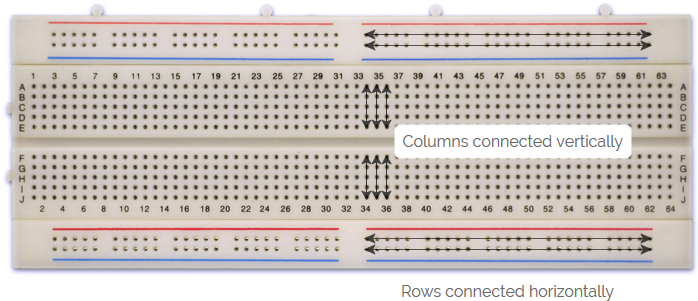 1 3 5 7 9 11 13 15 17 19 21 23 25 27 29 31 33 35 37 39 41 43 45 47 49 51 53 55 57 59 61 63
A A
B B
C C
D D
E E
Columns connected vertically
F F
G G
H H
I I
J J
2 4 6 8 10 12 14 16 18 20 22 24 26 28 30 32 34 36 38 40 42 44 46 48 50 52 54 56 58 60 62 64
Rows connected horizontally